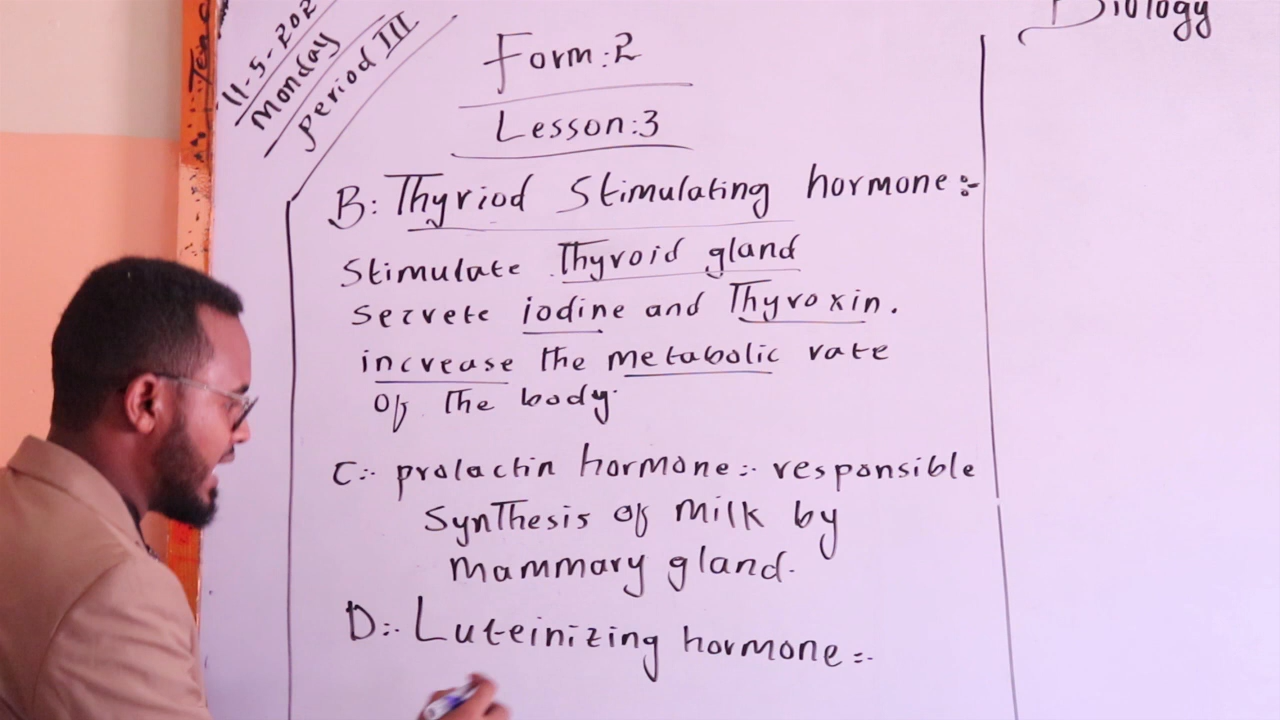 11-5-202
Monday
period III
Form:2
Lesson:3
Biology
B: Thyriod Stimulating hormone:-
Stimulate Thyroid gland
secrete iodine and Thyroxin.
increase the metabolic rate
of the body.
C:- prolactin hormone:- responsible
Synthesis of milk by
mammary gland.
D:- Luteinizing hormone:-